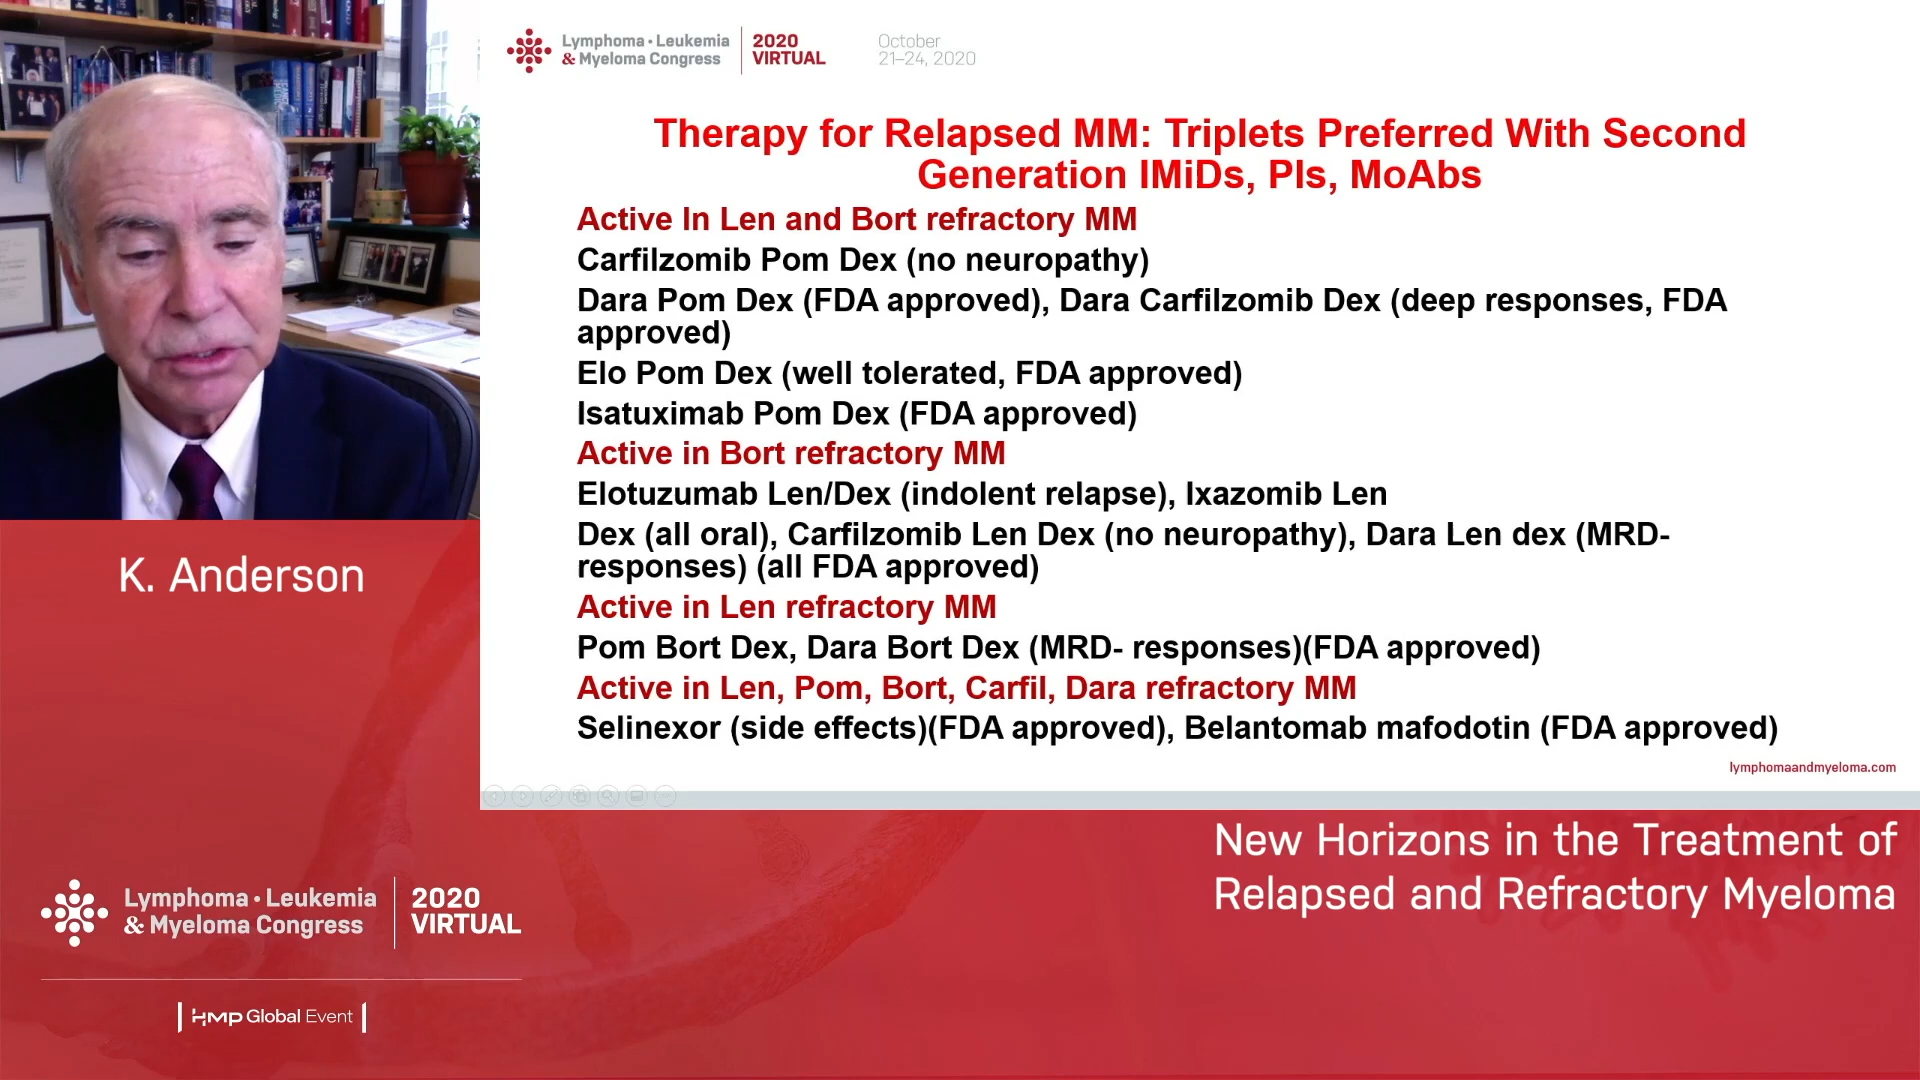 Lymphoma • Leukemia
& Myeloma Congress
2020
VIRTUAL
October
21–24, 2020
Therapy for Relapsed MM: Triplets Preferred With Second
Generation IMiDs, PIs, MoAbs
Active In Len and Bort refractory MM
Carfilzomib Pom Dex (no neuropathy)
Dara Pom Dex (FDA approved), Dara Carfilzomib Dex (deep responses, FDA
approved)
Elo Pom Dex (well tolerated, FDA approved)
Isatuximab Pom Dex (FDA approved)
Active in Bort refractory MM
Elotuzumab Len/Dex (indolent relapse), Ixazomib Len
Dex (all oral), Carfilzomib Len Dex (no neuropathy), Dara Len dex (MRD-
responses) (all FDA approved)
Active in Len refractory MM
Pom Bort Dex, Dara Bort Dex (MRD- responses)(FDA approved)
Active in Len, Pom, Bort, Carfil, Dara refractory MM
Selinexor (side effects)(FDA approved), Belantomab mafodotin (FDA approved)
lymphomaandmyeloma.com
K. Anderson
New Horizons in the Treatment of
Relapsed and Refractory Myeloma
Lymphoma • Leukemia
& Myeloma Congress
2020
VIRTUAL
HMP Global Event